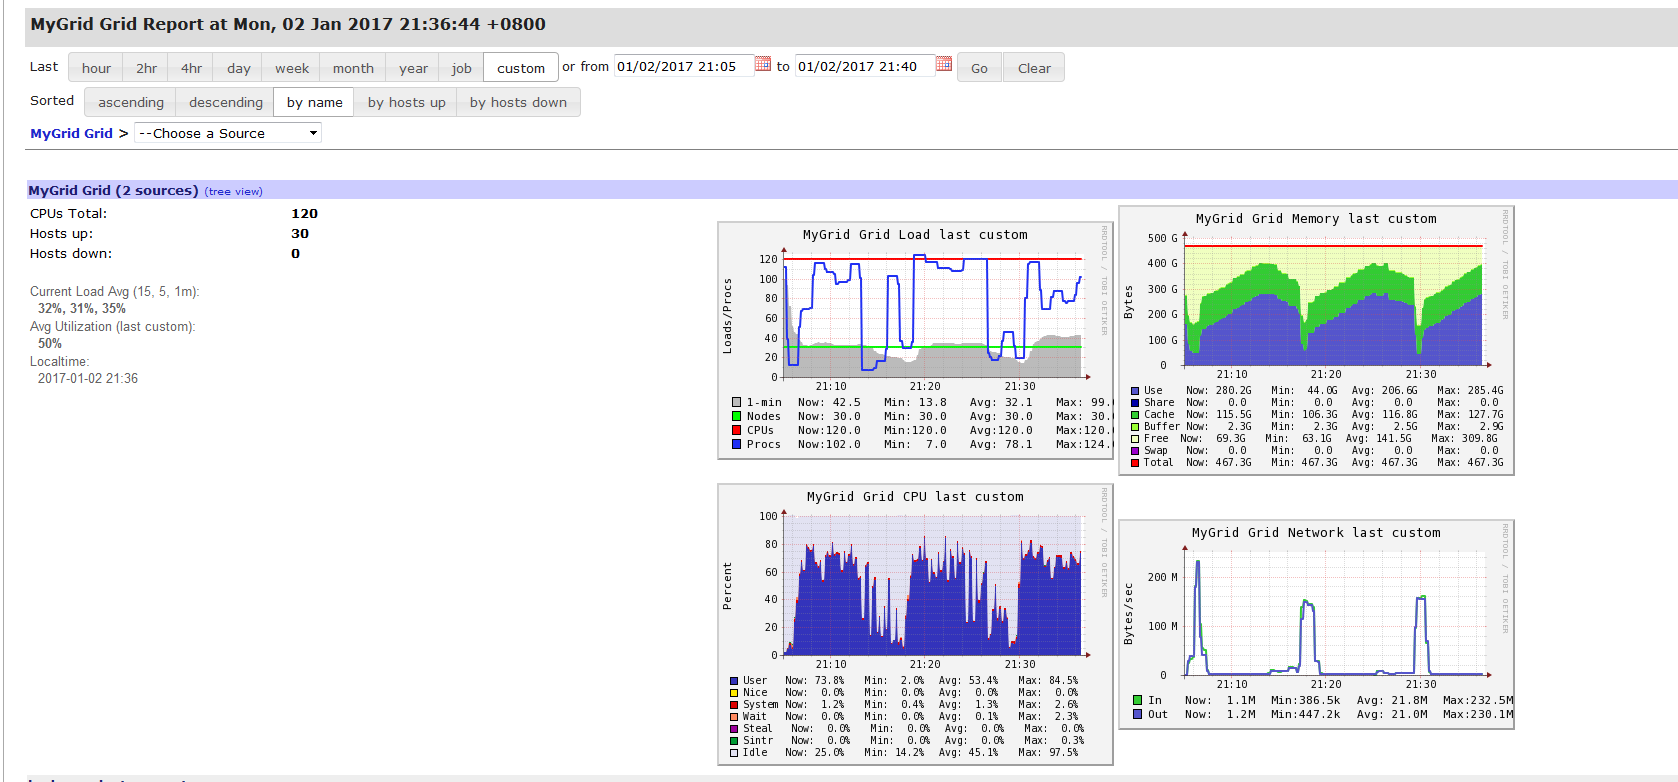 MyGrid Grid Report at Mon, 02 Jan 2017 21:36:44 +0800
Last hour 2hr 4hr day week month year job custom or from 01/02/2017 21:05 to 01/02/2017 21:40 Go Clear
Sorted ascending descending by name by hosts up by hosts down
MyGrid Grid > --Choose a Source
MyGrid Grid (2 sources) (tree view)
CPUs Total: 120
Hosts up: 30
Hosts down: 0
Current Load Avg (15, 5, 1m):
32%, 31%, 35%
Avg Utilization (last custom):
50%
Localtime:
2017-01-02 21:36
MyGrid Grid Load last custom
RRDTOOL / TOBI OETIKER
Loads/Procs
120
100
80
60
40
20
0
21:10 21:20 21:30
1-min Now: 42.5 Min: 13.8 Avg: 32.1 Max: 99.
Nodes Now: 30.0 Min: 30.0 Avg: 30.0 Max: 30.
CPUs Now:120.0 Min:120.0 Avg:120.0 Max:120.
Procs Now:102.0 Min: 7.0 Avg: 78.1 Max:124.
MyGrid Grid Memory last custom
RRDTOOL / TOBI OETIKER
Bytes
500 G
400 G
300 G
200 G
100 G
0
21:10 21:20 21:30
Use Now: 280.2G Min: 44.0G Avg: 206.6G Max: 285.4G
Share Now: 0.0 Min: 0.0 Avg: 0.0 Max: 0.0
Cache Now: 115.5G Min: 106.3G Avg: 116.8G Max: 127.7G
Buffer Now: 2.3G Min: 2.3G Avg: 2.5G Max: 2.9G
Free Now: 69.3G Min: 63.1G Avg: 141.5G Max: 309.8G
Swap Now: 0.0 Min: 0.0 Avg: 0.0 Max: 0.0
Total Now: 467.3G Min: 467.3G Avg: 467.3G Max: 467.3G
MyGrid Grid CPU last custom
RRDTOOL / TOBI OETIKER
Percent
100
80
60
40
20
0
21:10 21:20 21:30
User Now: 73.8% Min: 2.0% Avg: 53.4% Max: 84.5%
Nice Now: 0.0% Min: 0.0% Avg: 0.0% Max: 0.0%
System Now: 1.2% Min: 0.4% Avg: 1.3% Max: 2.6%
Wait Now: 0.0% Min: 0.0% Avg: 0.1% Max: 2.3%
Steal Now: 0.0% Min: 0.0% Avg: 0.0% Max: 0.0%
Sintr Now: 0.0% Min: 0.0% Avg: 0.0% Max: 0.3%
Idle Now: 25.0% Min: 14.2% Avg: 45.1% Max: 97.5%
MyGrid Grid Network last custom
RRDTOOL / TOBI OETIKER
Bytes/sec
200 M
100 M
0
21:10 21:20 21:30
In Now: 1.1M Min:386.5k Avg: 21.8M Max:232.5M
Out Now: 1.2M Min:447.2k Avg: 21.0M Max:230.1M